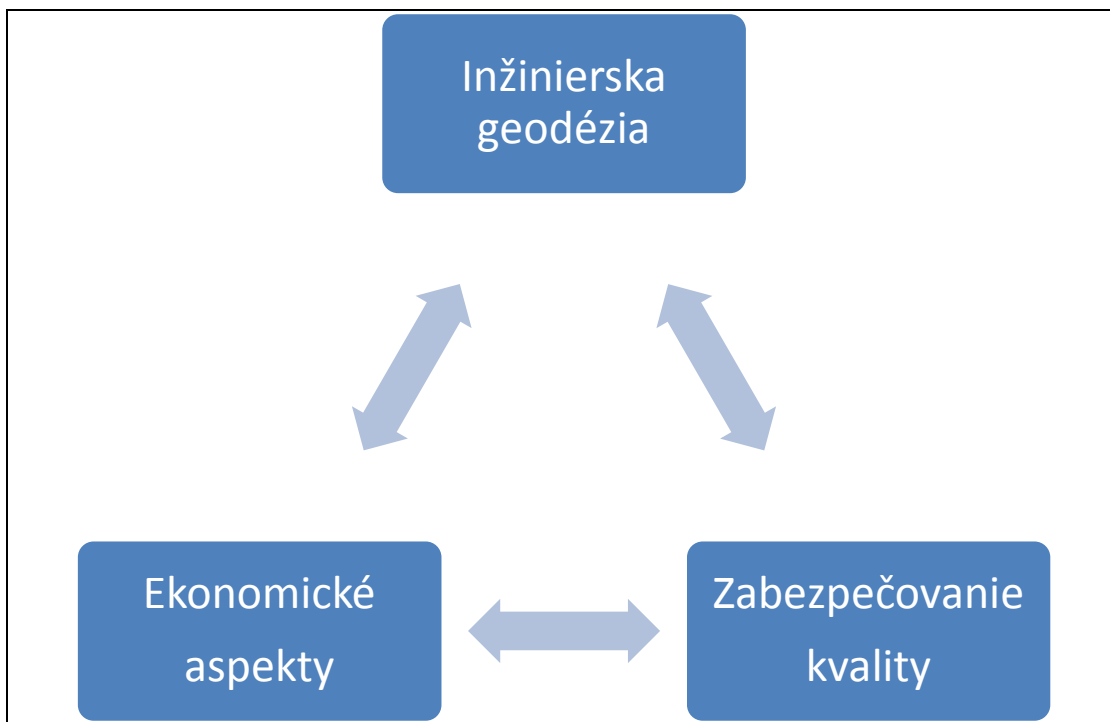 Inžinierska
geodézia
Ekonomické
aspekty
Zabezpečovanie
kvality